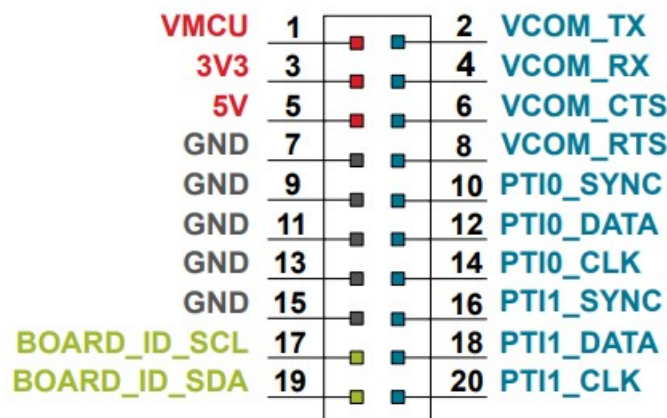 VMCU 1 2 VCOM_TX
3V3 3 4 VCOM_RX
5V 5 6 VCOM_CTS
GND 7 8 VCOM_RTS
GND 9 10 PTI0_SYNC
GND 11 12 PTI0_DATA
GND 13 14 PTI0_CLK
GND 15 16 PTI1_SYNC
BOARD_ID_SCL 17 18 PTI1_DATA
BOARD_ID_SDA 19 20 PTI1_CLK